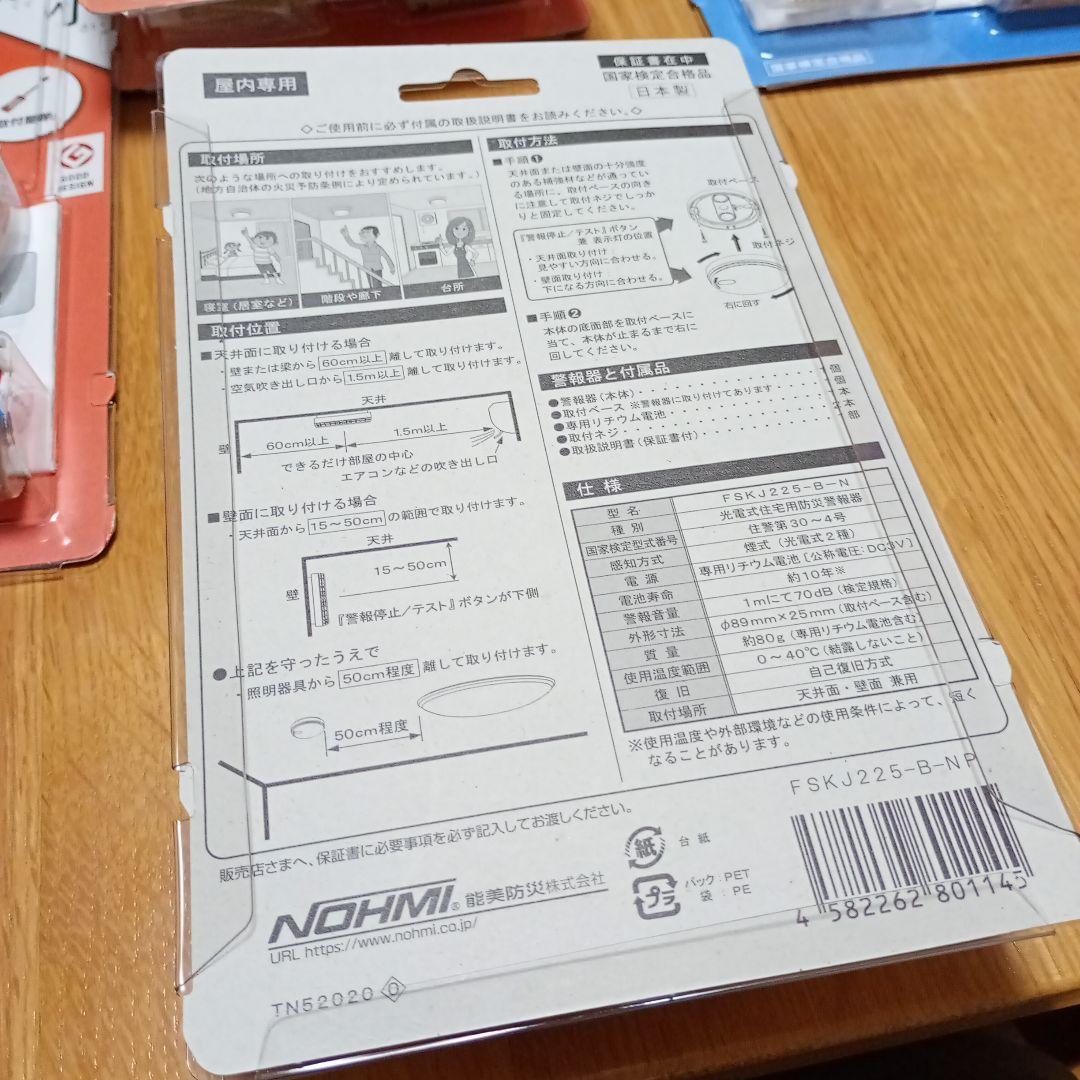 屋内専用
保証書在中
国家検定合格品
日本製
◇ご使用前に必ず付属の取扱説明書をお読みください。◇
取付場所
次のような場所への取り付けをおすすめします。
(地方自治体の火災予防条例により定められています。)
寝室(居室など)
階段や廊下
台所
取付位置
■天井面に取り付ける場合
・壁または梁から 60cm以上 離して取り付けます。
・空気吹き出し口から 1.5m以上 離して取り付けます。
天井
壁
60cm以上
1.5m以上
できるだけ部屋の中心
エアコンなどの吹き出し口
■壁面に取り付ける場合
・天井面から 15～50cm の範囲で取り付けます。
天井
15～50cm
壁
『警報停止/テスト』ボタンが下側
●上記を守ったうえで
・照明器具から 50cm程度 離して取り付けます。
50cm程度
取付方法
■手順❶
天井面または壁面の十分強度
のある補強材などが通ってい
る場所に、取付ベースの向き
に注意して取付ネジでしっか
りと固定してください。
『警報停止/テスト』ボタン
兼 表示灯の位置
・天井面取り付け:
見やすい方向に合わせる。
・壁面取り付け:
下になる方向に合わせる。
取付ベース
取付ネジ
右に回す
■手順❷
本体の底面部を取付ベースに
当て、本体が止まるまで右に
回してください。
警報器と付属品
●警報器(本体)・・・・・・・・・・・・一個
●取付ベース ※警報器に取り付けてあります・・・一個
●専用リチウム電池・・・・・・・・・・一本
●取付ネジ・・・・・・・・・・・・2本
●取扱説明書(保証書付)・・・・・・・・一部
仕様
型名 FSKJ225-B-N
種別 光電式住宅用防災警報器
国家検定型式番号 住警第30～4号
感知方式 煙式(光電式2種)
電源 専用リチウム電池[公称電圧:DC3V]
電池寿命 約10年※
警報音量 1mにて70dB(検定規格)
外形寸法 φ89mm×25mm(取付ベース含む)
質量 約80g(専用リチウム電池含む)
使用温度範囲 0～40℃(結露しないこと)
復旧 自己復旧方式
取付場所 天井面・壁面 兼用
※使用温度や外部環境などの使用条件によって、短く
なることがあります。
FSKJ225-B-NP
販売店さまへ、保証書に必要事項を必ず記入してお渡しください。
NOHMI® 能美防災株式会社
URL https://www.nohmi.co.jp/
紙 台紙
プラ パック:PET
袋:PE
4 582262 801145
TN52020 0
国家検定合格品
取付簡単
GOOD
DESIGN